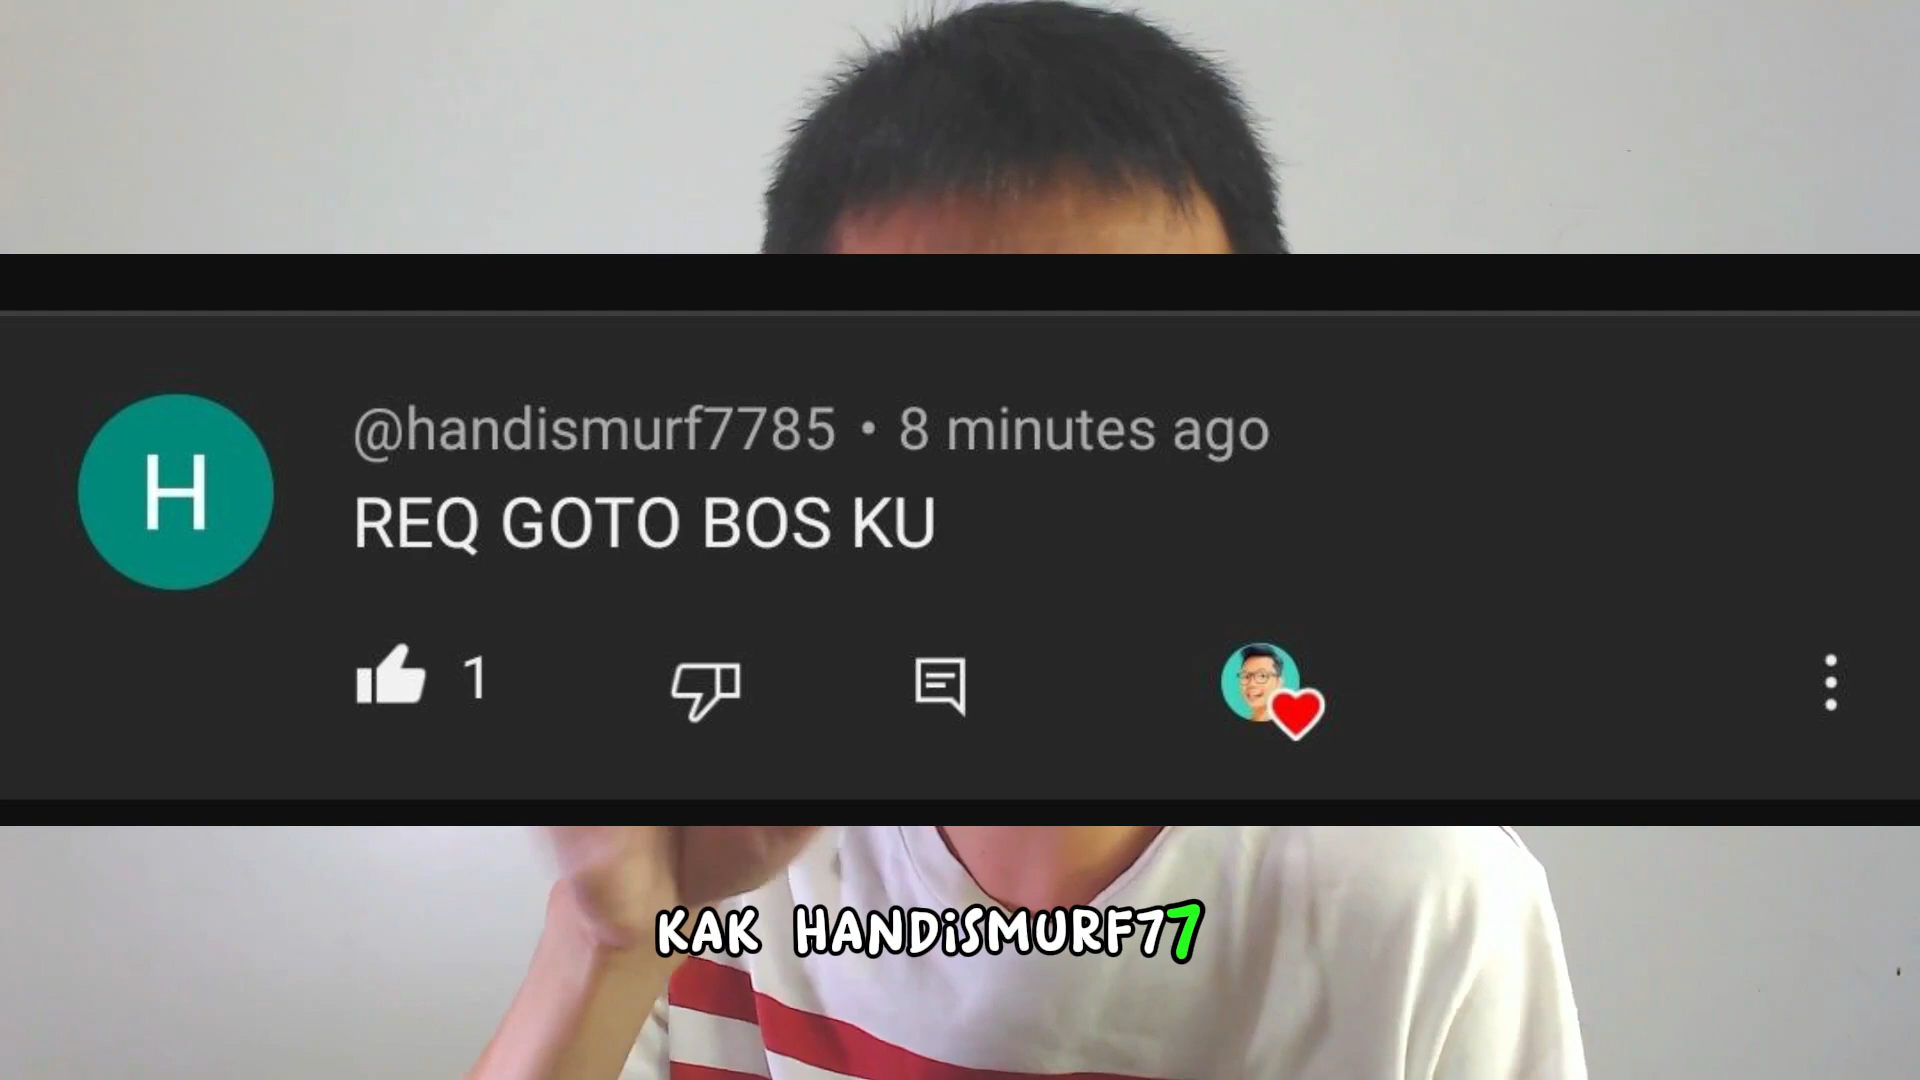 H
@handismurf7785 • 8 minutes ago
REQ GOTO BOS KU
1
KAK HANDiSMURF77